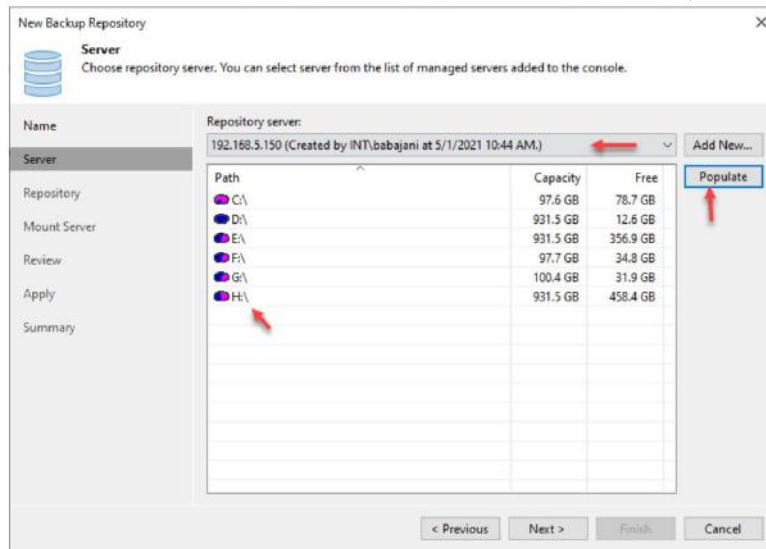 New Backup Repository
Server
Choose repository server. You can select server from the list of managed servers added to the console.
Name
Server
Repository
Mount Server
Review
Apply
Summary
Repository server:
192.168.5.150 (Created by INT\babajani at 5/1/2021 10:44 AM.)
Add New...
Populate
Path Capacity Free
C:\ 97.6 GB 78.7 GB
D:\ 931.5 GB 12.6 GB
E:\ 931.5 GB 356.9 GB
F:\ 97.7 GB 34.8 GB
G:\ 100.4 GB 31.9 GB
H:\ 931.5 GB 458.4 GB
< Previous Next > Finish Cancel